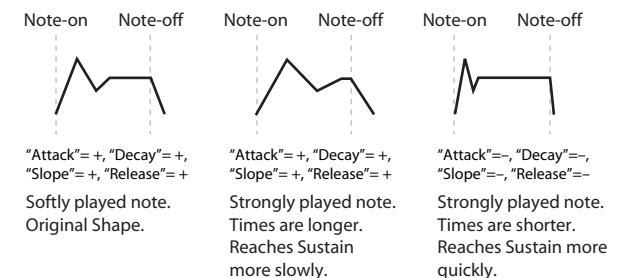 Note-on Note-off
"Attack"= +, "Decay"= +,
"Slope"= +, "Release"= +
Softly played note.
Original Shape.
Note-on Note-off
"Attack"= +, "Decay"= +,
"Slope"= +, "Release"= +
Strongly played note.
Times are longer.
Reaches Sustain
more slowly.
Note-on Note-off
"Attack"=–, "Decay"=–,
"Slope"=–, "Release"=–
Strongly played note.
Times are shorter.
Reaches Sustain more
quickly.